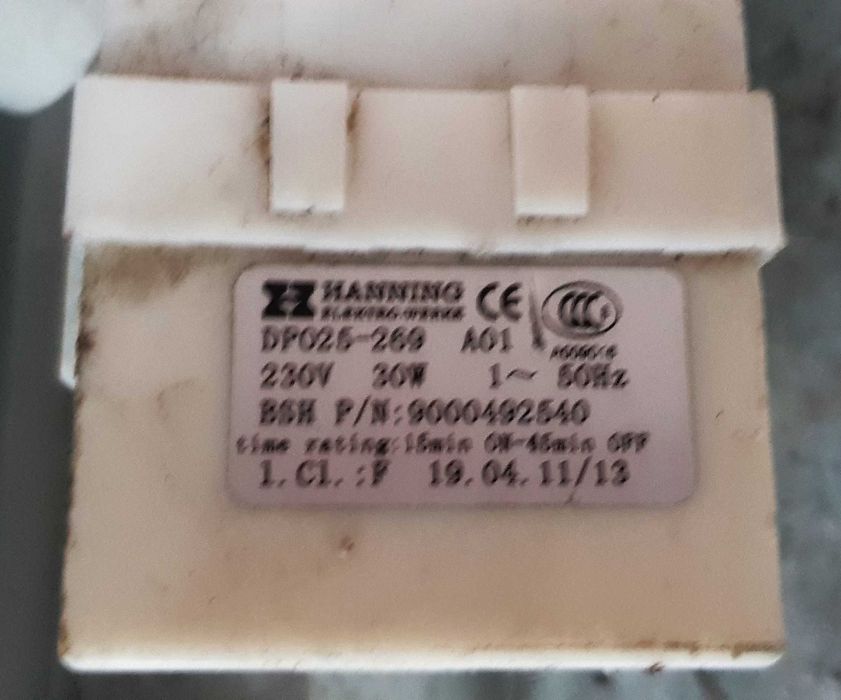 HANNING CE CCC
ELEKTRO-WERKE
DP025-269 A01
230V 30W 1~ 50Hz
BSH P/N:9000492540
time rating:15min ON-45min OFF
I.Cl.:F 19.04.11/13